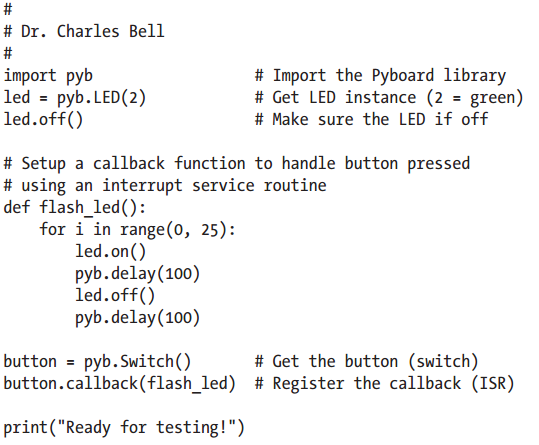 #
# Dr. Charles Bell
#
import pyb # Import the Pyboard library
led = pyb.LED(2) # Get LED instance (2 = green)
led.off() # Make sure the LED if off
# Setup a callback function to handle button pressed
# using an interrupt service routine
def flash_led():
    for i in range(0, 25):
        led.on()
        pyb.delay(100)
        led.off()
        pyb.delay(100)
button = pyb.Switch() # Get the button (switch)
button.callback(flash_led) # Register the callback (ISR)
print("Ready for testing!")